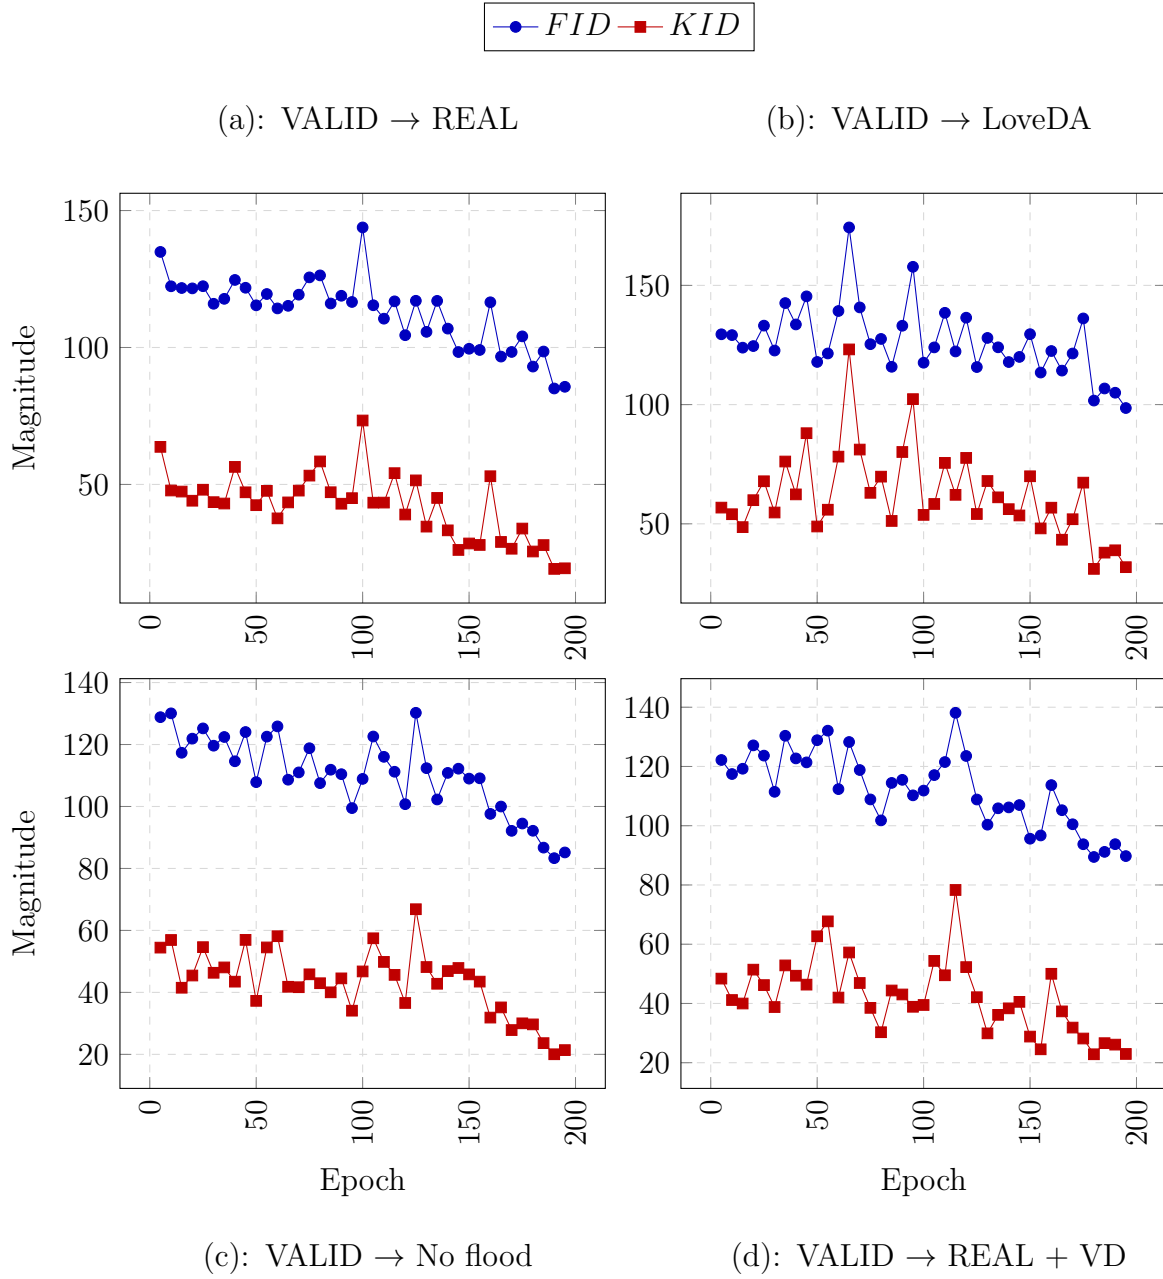 FID KID
(a): VALID → REAL
(b): VALID → LoveDA
150
100
50
Magnitude
0 50 100 150 200
150
100
50
0 50 100 150 200
140
120
100
80
60
40
20
Magnitude
0 50 100 150 200
Epoch
140
120
100
80
60
40
20
0 50 100 150 200
Epoch
(c): VALID → No flood
(d): VALID → REAL + VD